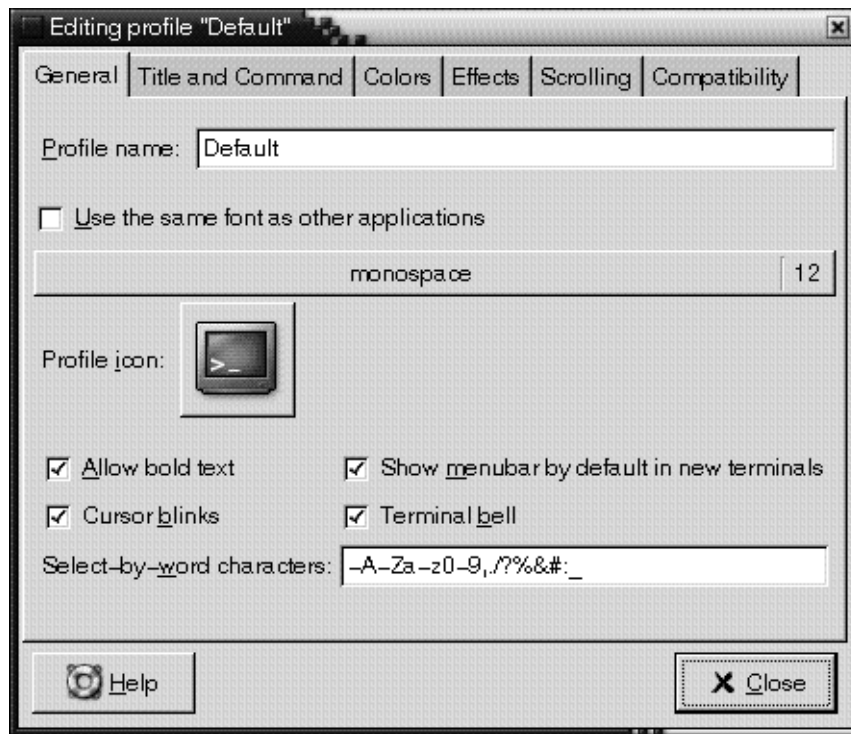 Editing profile "Default"
General Title and Command Colors Effects Scrolling Compatibility
Profile name: Default
Use the same font as other applications
monospace 12
Profile icon: >_
Allow bold text Show menubar by default in new terminals
Cursor blinks Terminal bell
Select-by-word characters: -A-Za-z0-9,./?%&#:_
Help Close